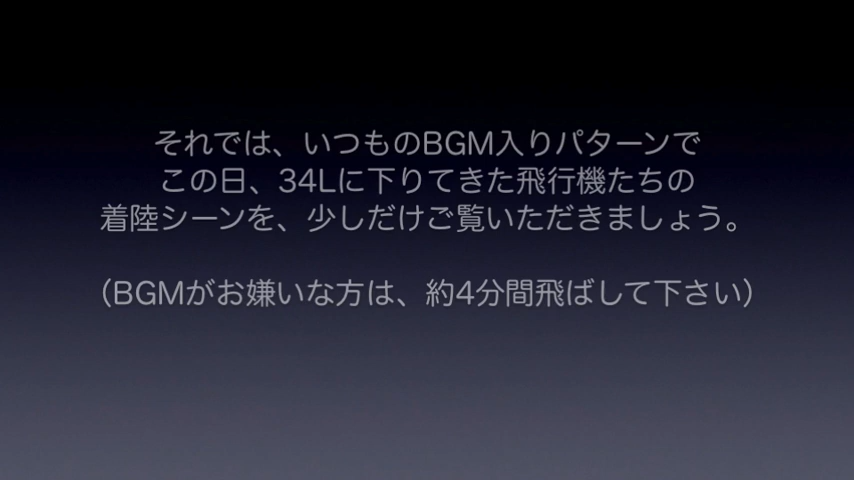 それでは、いつものBGM入りパターンで
この日、34Lに下りてきた飛行機たちの
着陸シーンを、少しだけご覧いただきましょう。
（BGMがお嫌いな方は、約4分間飛ばして下さい）